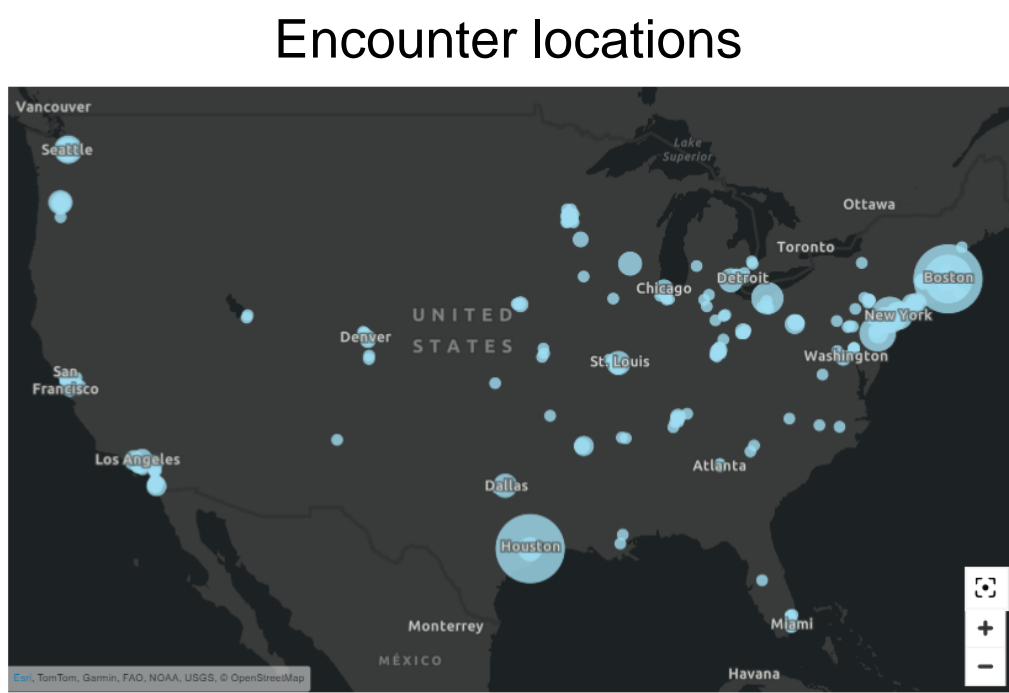 Encounter locations
Vancouver
Seattle
Lake
Superior
Ottawa
Toronto
Boston
Detroit
Chicago
New York
UNITED
STATES
Denver
St. Louis
Washington
San
Francisco
Los Angeles
Atlanta
Dallas
Houston
Miami
Monterrey
MÉXICO
Havana
+
−
Esri, TomTom, Garmin, FAO, NOAA, USGS, © OpenStreetMap